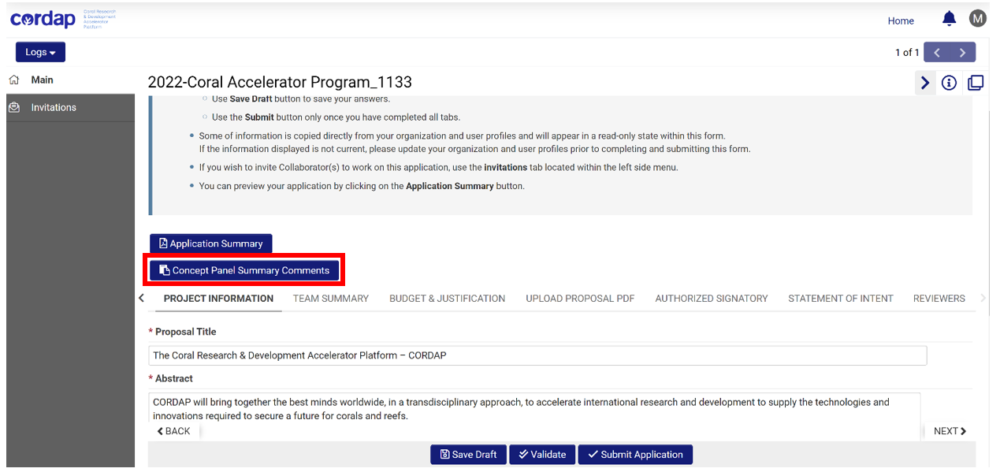 cordap
Coral Research
& Development
Accelerator
Platform
Home
M
Logs
1 of 1
Main
Invitations
2022-Coral Accelerator Program_1133
Use Save Draft button to save your answers.
Use the Submit button only once you have completed all tabs.
Some of information is copied directly from your organization and user profiles and will appear in a read-only state within this form.
If the information displayed is not current, please update your organization and user profiles prior to completing and submitting this form.
If you wish to invite Collaborator(s) to work on this application, use the invitations tab located within the left side menu.
You can preview your application by clicking on the Application Summary button.
Application Summary
Concept Panel Summary Comments
PROJECT INFORMATION TEAM SUMMARY BUDGET & JUSTIFICATION UPLOAD PROPOSAL PDF AUTHORIZED SIGNATORY STATEMENT OF INTENT REVIEWERS
* Proposal Title
The Coral Research & Development Accelerator Platform – CORDAP
* Abstract
CORDAP will bring together the best minds worldwide, in a transdisciplinary approach, to accelerate international research and development to supply the technologies and
innovations required to secure a future for corals and reefs.
BACK NEXT
Save Draft Validate Submit Application